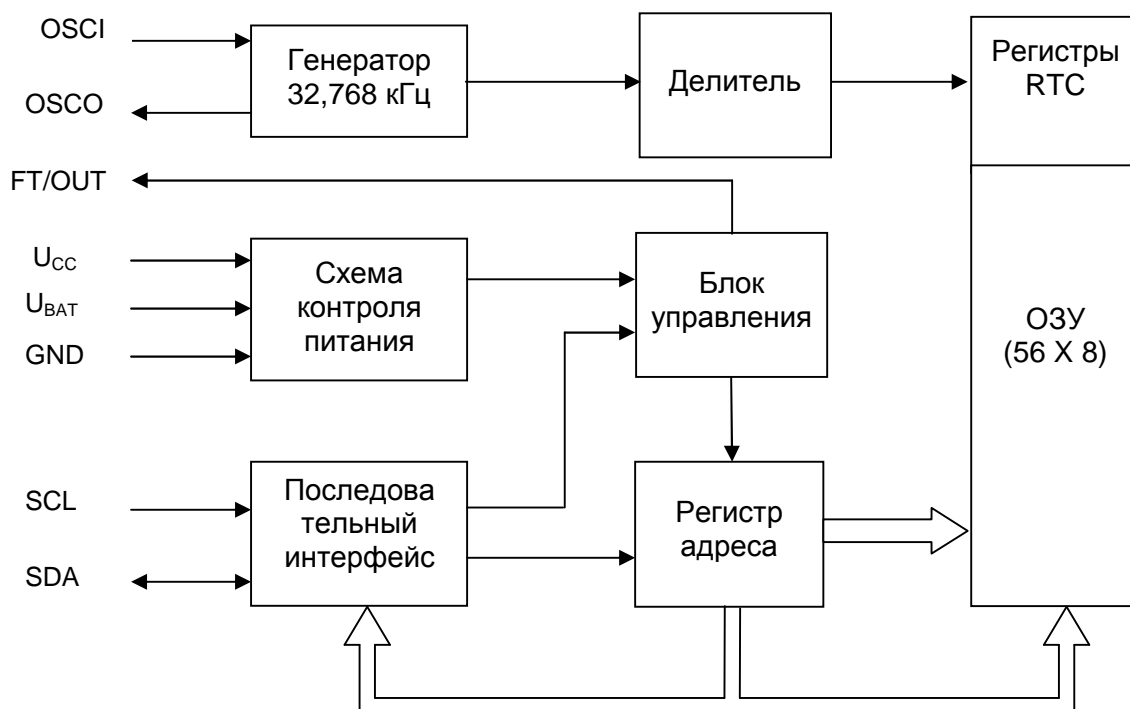 OSCI
OSCO
Генератор
32,768 кГц
Делитель
Регистры
RTC
FT/OUT
UCC
UBAT
GND
Схема
контроля
питания
Блок
управления
ОЗУ
(56 X 8)
SCL
SDA
Последова
тельный
интерфейс
Регистр
адреса